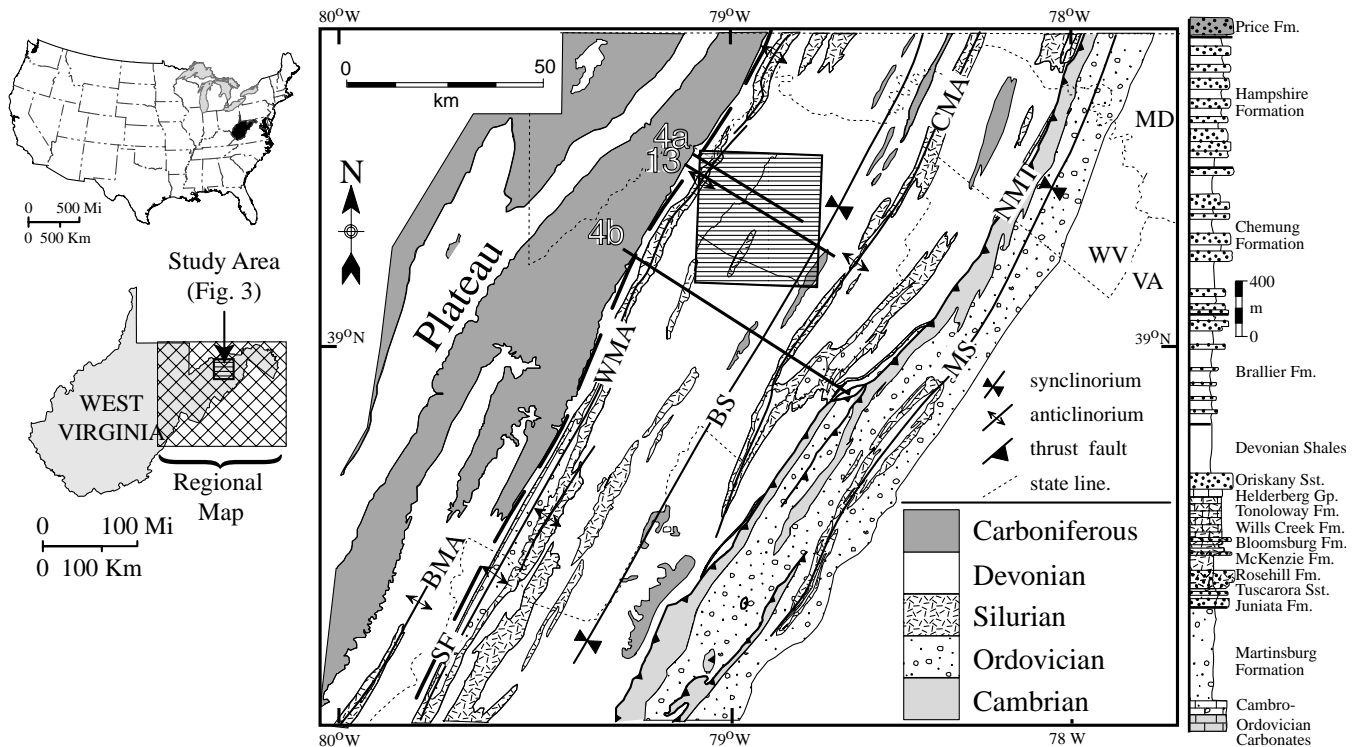 80°W
79°W
78°W
0
50
km
4a
13
4b
N
Plateau
WMA
BMA
SF
BS
CMA
NMT
MS
MD
WV
VA
39°N
39°N
synclinorium
anticlinorium
thrust fault
state line.
Carboniferous
Devonian
Silurian
Ordovician
Cambrian
80°W
79°W
78 W
0 500 Mi
0 500 Km
Study Area
(Fig. 3)
WEST
VIRGINIA
Regional
Map
0 100 Mi
0 100 Km
Price Fm.
Hampshire
Formation
Chemung
Formation
400
m
0
Brallier Fm.
Devonian Shales
Oriskany Sst.
Helderberg Gp.
Tonoloway Fm.
Wills Creek Fm.
Bloomsburg Fm.
McKenzie Fm.
Rosehill Fm.
Tuscarora Sst.
Juniata Fm.
Martinsburg
Formation
Cambro-
Ordovician
Carbonates